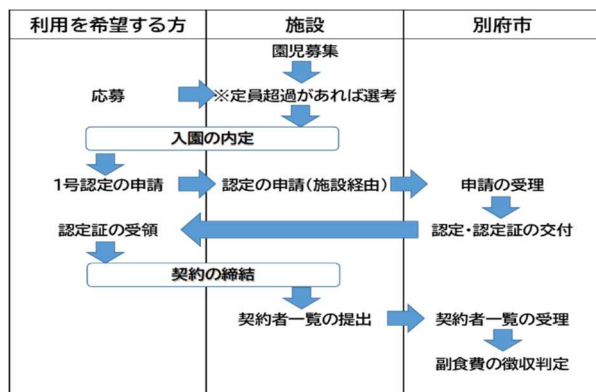 利用を希望する方 施設 別府市
園児募集
応募 ※定員超過があれば選考
入園の内定
1号認定の申請 認定の申請(施設経由) 申請の受理
認定証の受領 認定・認定証の交付
契約の締結
契約者一覧の提出 契約者一覧の受理
副食費の徴収判定